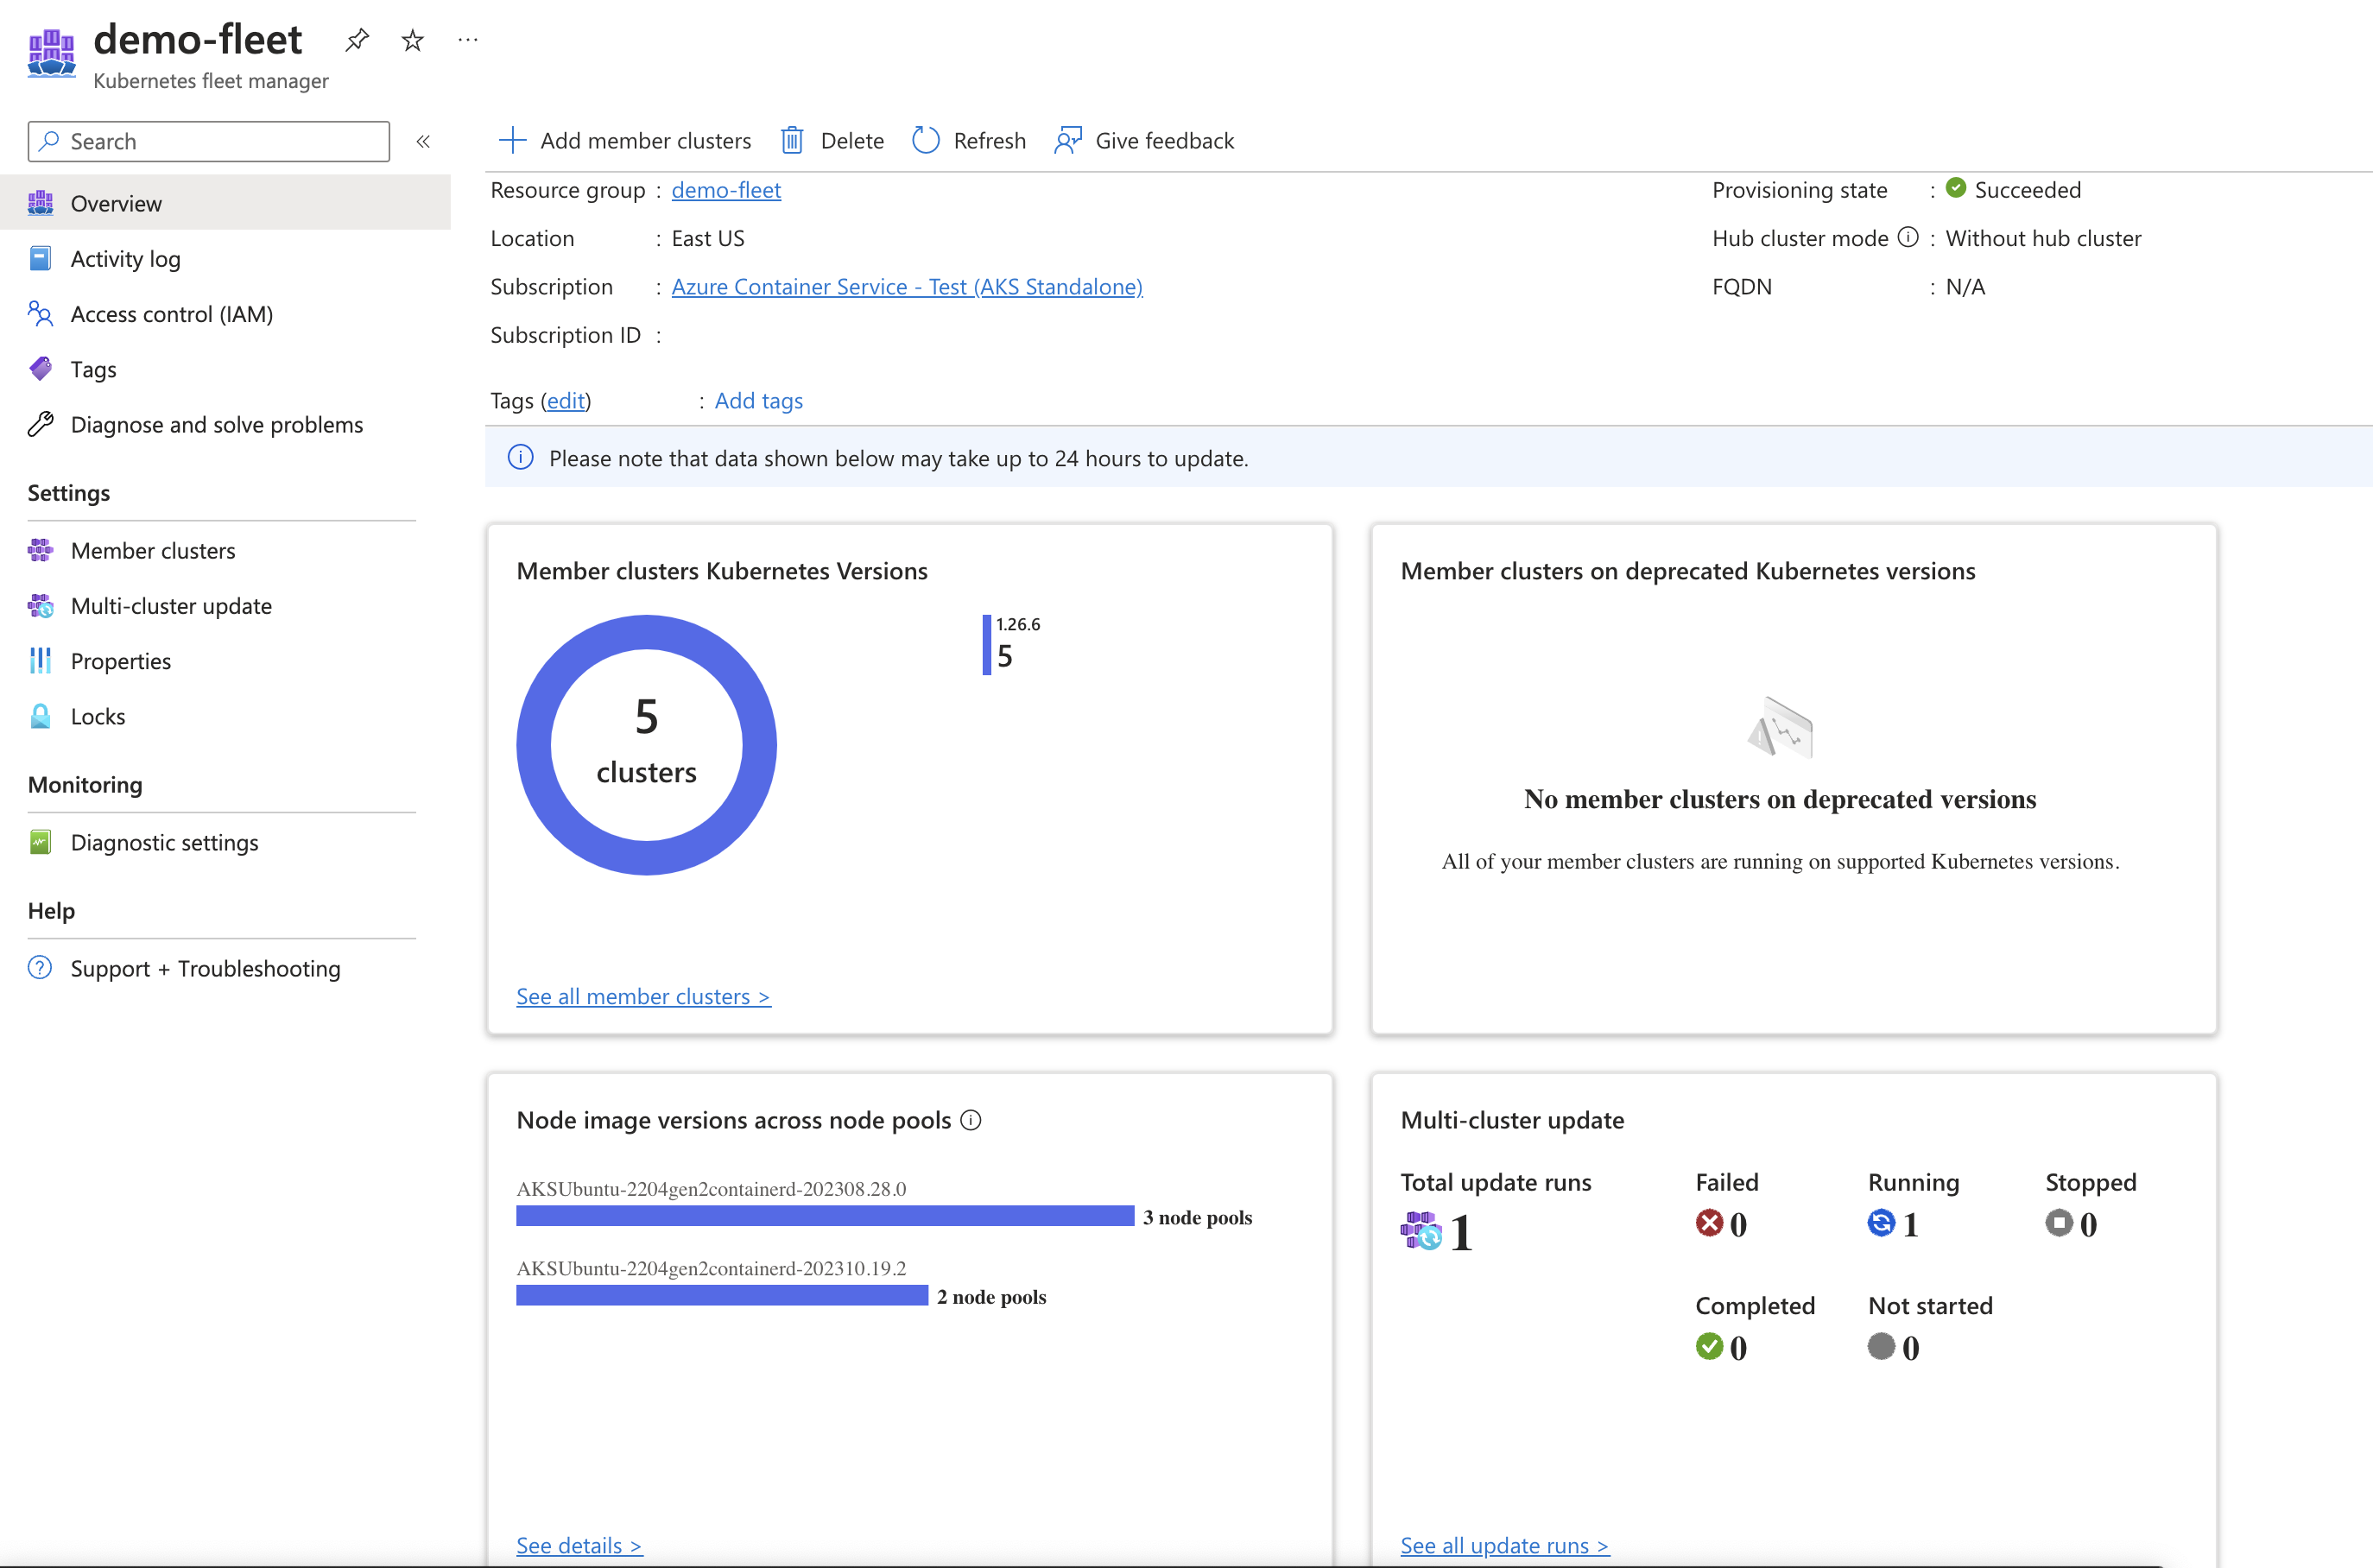 demo-fleet
Kubernetes fleet manager
Search
Overview
Activity log
Access control (IAM)
Tags
Diagnose and solve problems
Settings
Member clusters
Multi-cluster update
Properties
Locks
Monitoring
Diagnostic settings
Help
Support + Troubleshooting
Add member clusters Delete Refresh Give feedback
Resource group : demo-fleet
Location : East US
Subscription : Azure Container Service - Test (AKS Standalone)
Subscription ID :
Tags (edit) : Add tags
Provisioning state : Succeeded
Hub cluster mode : Without hub cluster
FQDN : N/A
Please note that data shown below may take up to 24 hours to update.
Member clusters Kubernetes Versions
5
clusters
1.26.6
5
See all member clusters >
Member clusters on deprecated Kubernetes versions
No member clusters on deprecated versions
All of your member clusters are running on supported Kubernetes versions.
Node image versions across node pools
AKSUbuntu-2204gen2containerd-202308.28.0
3 node pools
AKSUbuntu-2204gen2containerd-202310.19.2
2 node pools
See details >
Multi-cluster update
Total update runs
1
Failed
0
Running
1
Stopped
0
Completed
0
Not started
0
See all update runs >